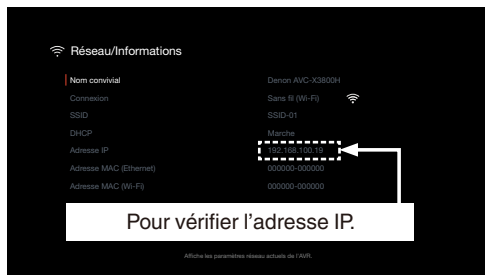 Réseau/Informations
Nom convivial Denon AVC-X3800H
Connexion Sans fil (Wi-Fi)
SSID SSID-01
DHCP Marche
Adresse IP 192.168.100.19
Adresse MAC (Ethernet) 000000-000000
Adresse MAC (Wi-Fi) 000000-000000
Pour vérifier l’adresse IP.
Affiche les paramètres réseau actuels de l'AVR.